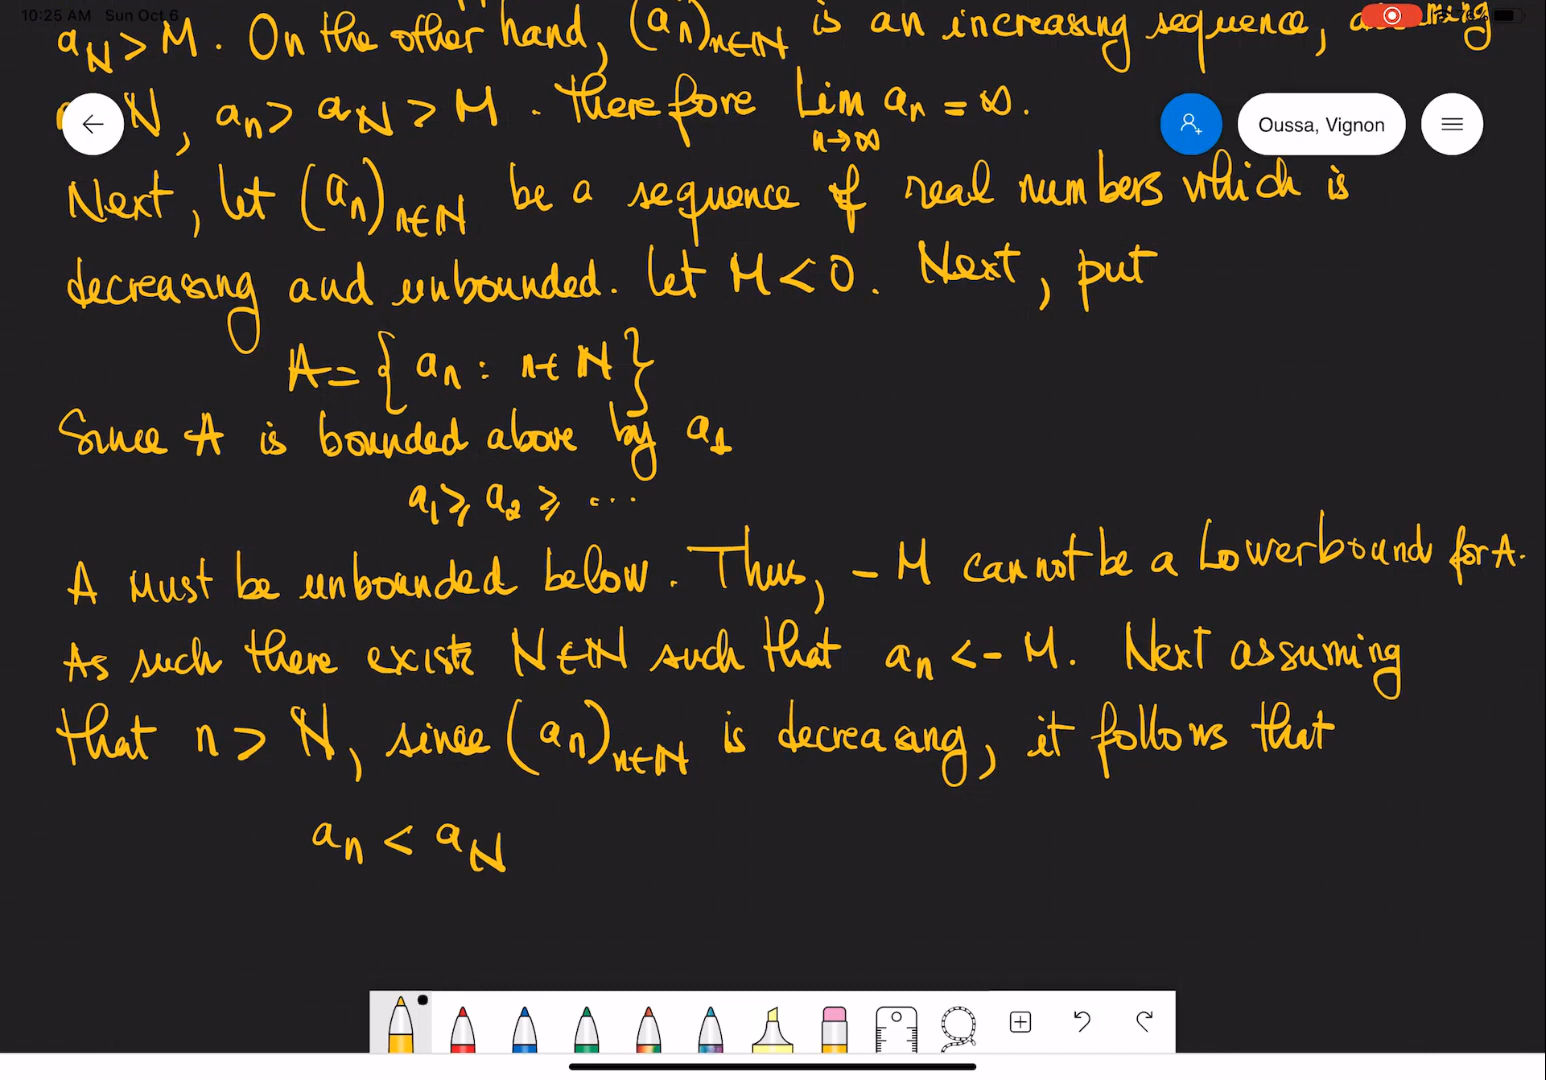 10:25 AM Sun Oct 6
a_N > M. On the other hand, (a_n)_{n∈ℕ} is an increasing sequence,
N, a_n > a_N > M. Therefore Lim_{n→∞} a_n = ∞.
Oussa, Vignon
Next, let (a_n)_{n∈ℕ} be a sequence of real numbers which is
decreasing and unbounded. Let M < 0. Next, put
A = { a_n : n ∈ ℕ }
Since A is bounded above by a_1
a_1 ≥ a_2 ≥ ...
A must be unbounded below. Thus, -M cannot be a Lowerbound for A.
As such there exists N∈ℕ such that a_n < -M. Next assuming
that n > N, since (a_n)_{n∈ℕ} is decreasing, it follows that
a_n < a_N